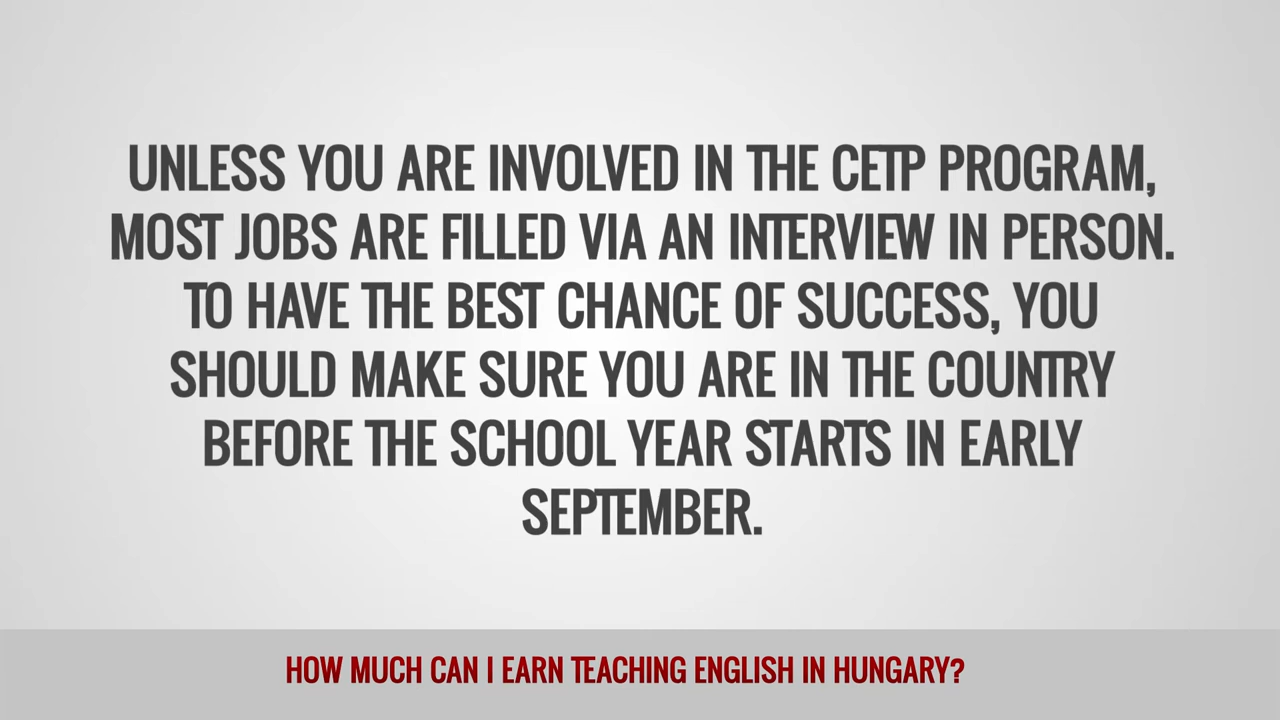 UNLESS YOU ARE INVOLVED IN THE CETP PROGRAM,
MOST JOBS ARE FILLED VIA AN INTERVIEW IN PERSON.
TO HAVE THE BEST CHANCE OF SUCCESS, YOU
SHOULD MAKE SURE YOU ARE IN THE COUNTRY
BEFORE THE SCHOOL YEAR STARTS IN EARLY
SEPTEMBER.
HOW MUCH CAN I EARN TEACHING ENGLISH IN HUNGARY?